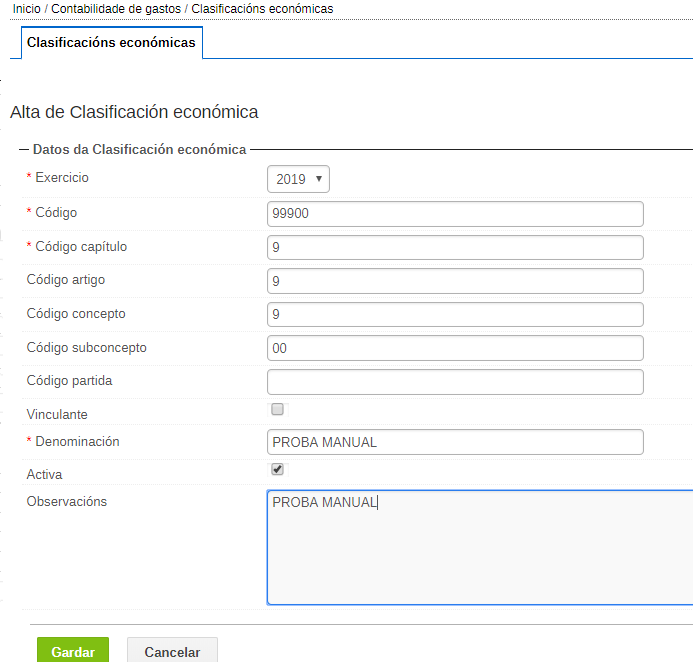 Inicio / Contabilidade de gastos / Clasificacións económicas
Clasificacións económicas
Alta de Clasificación económica
Datos da Clasificación económica
* Exercicio 2019
* Código 99900
* Código capítulo 9
Código artigo 9
Código concepto 9
Código subconcepto 00
Código partida
Vinculante
* Denominación PROBA MANUAL
Activa
Observacións PROBA MANUAL
Gardar Cancelar